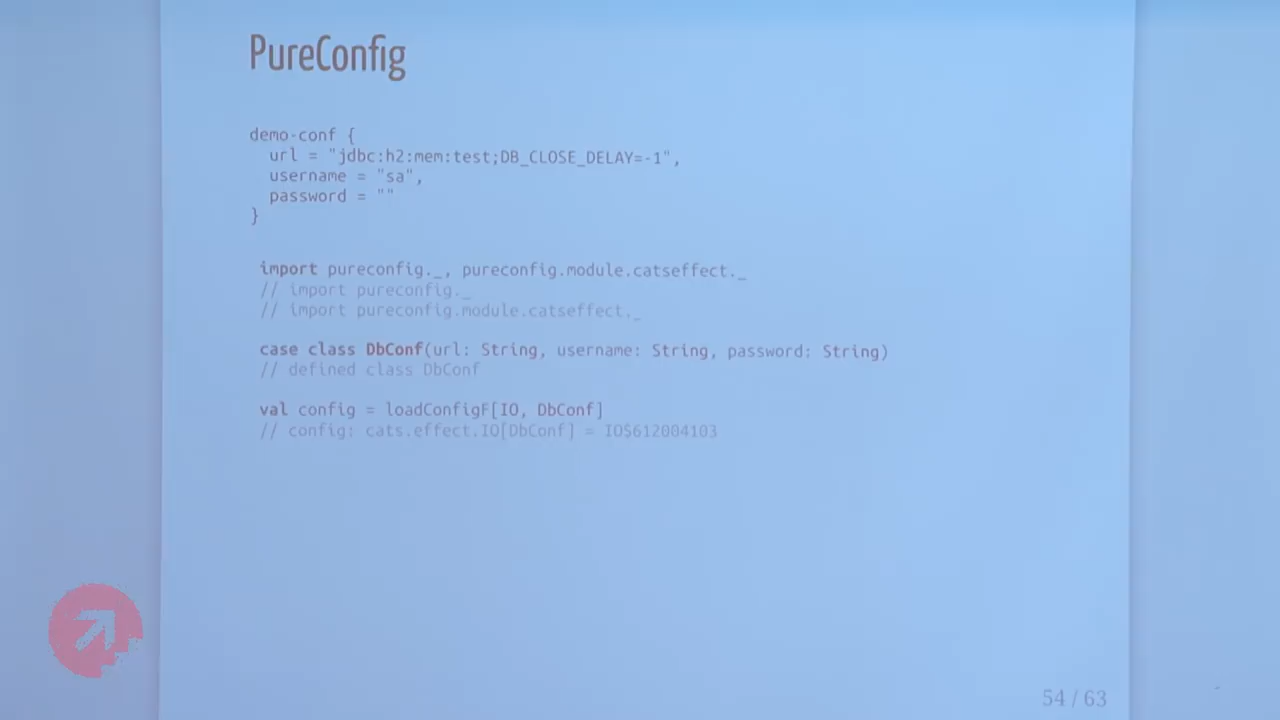 PureConfig
demo-conf {
  url = "jdbc:h2:mem:test;DB_CLOSE_DELAY=-1",
  username = "sa",
  password = ""
}
import pureconfig._, pureconfig.module.catseffect._
// import pureconfig._
// import pureconfig.module.catseffect._
case class DbConf(url: String, username: String, password: String)
// defined class DbConf
val config = loadConfigF[IO, DbConf]
// config: cats.effect.IO[DbConf] = IO$612004103
54 / 63